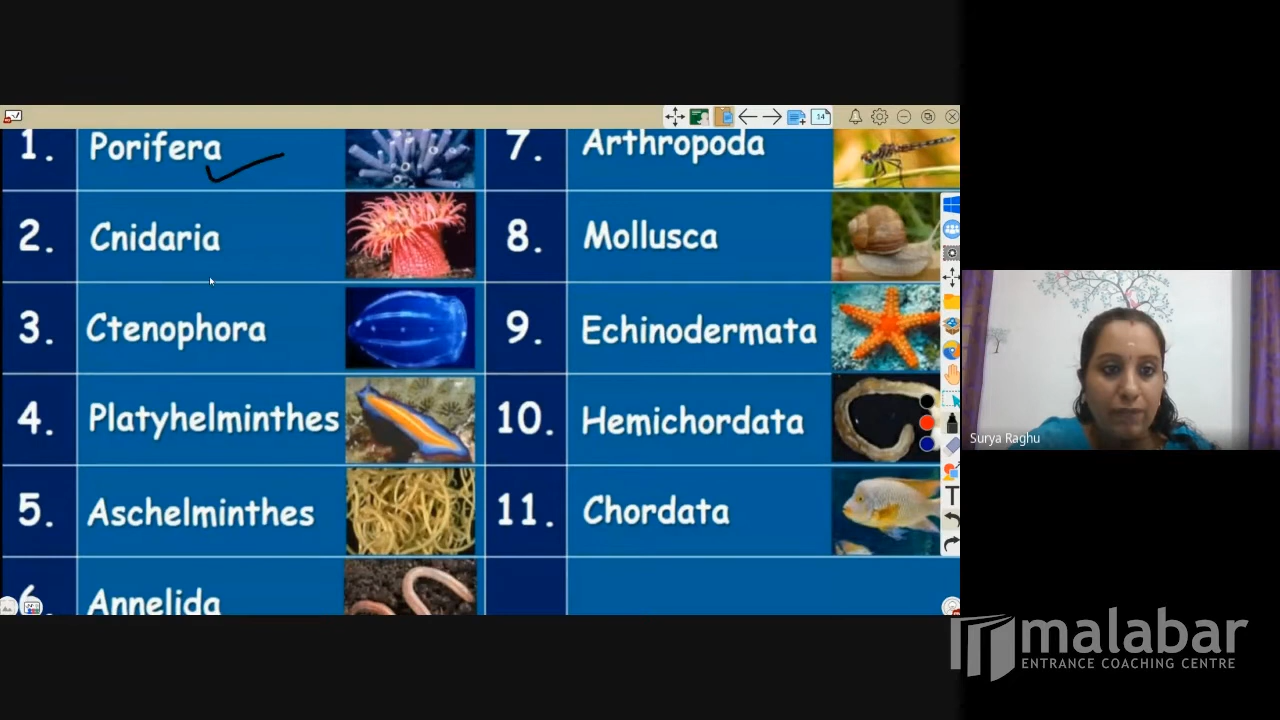 14
1. Porifera
7. Arthropoda
2. Cnidaria
8. Mollusca
3. Ctenophora
9. Echinodermata
4. Platyhelminthes
10. Hemichordata
5. Aschelminthes
11. Chordata
6. Annelida
T
Surya Raghu
malabar
ENTRANCE COACHING CENTRE